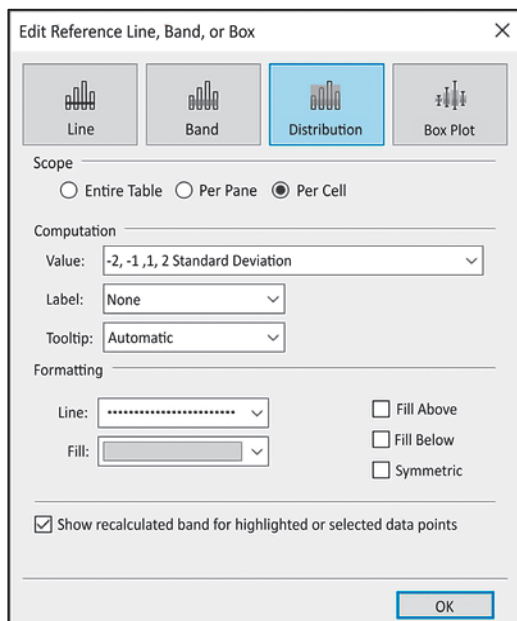 Edit Reference Line, Band, or Box
Line Band Distribution Box Plot
Scope
Entire Table Per Pane Per Cell
Computation
Value: -2, -1 ,1, 2 Standard Deviation
Label: None
Tooltip: Automatic
Formatting
Line: Fill Above
Fill: Fill Below
Symmetric
Show recalculated band for highlighted or selected data points
OK